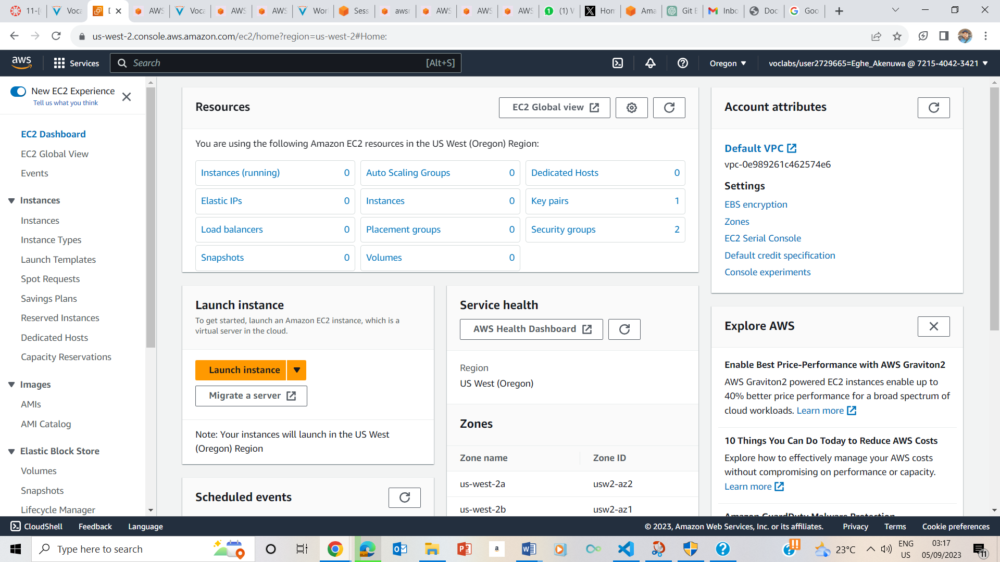 11-[
Voca
D
AWS
Voca
AWS
AWS
Wor
Sess
awsr
AWS
AWS
AWS
(1) V
Hom
Ama
Git E
Inbo
Doc
Goo
us-west-2.console.aws.amazon.com/ec2/home?region=us-west-2#Home:
aws
Services
Search
[Alt+S]
Oregon
voclabs/user2729665=Eghe_Akenuwa @ 7215-4042-3421
New EC2 Experience
Tell us what you think
EC2 Dashboard
EC2 Global View
Events
Instances
Instances
Instance Types
Launch Templates
Spot Requests
Savings Plans
Reserved Instances
Dedicated Hosts
Capacity Reservations
Images
AMIs
AMI Catalog
Elastic Block Store
Volumes
Snapshots
Lifecycle Manager
Resources
EC2 Global view
You are using the following Amazon EC2 resources in the US West (Oregon) Region:
Instances (running) 0
Auto Scaling Groups 0
Dedicated Hosts 0
Elastic IPs 0
Instances 0
Key pairs 1
Load balancers 0
Placement groups 0
Security groups 2
Snapshots 0
Volumes 0
Launch instance
To get started, launch an Amazon EC2 instance, which is a
virtual server in the cloud.
Launch instance
Migrate a server
Note: Your instances will launch in the US West
(Oregon) Region
Scheduled events
Service health
AWS Health Dashboard
Region
US West (Oregon)
Zones
Zone name Zone ID
us-west-2a usw2-az2
us-west-2b usw2-az1
Account attributes
Default VPC
vpc-0e989261c462574e6
Settings
EBS encryption
Zones
EC2 Serial Console
Default credit specification
Console experiments
Explore AWS
Enable Best Price-Performance with AWS Graviton2
AWS Graviton2 powered EC2 instances enable up to
40% better price performance for a broad spectrum of
cloud workloads. Learn more
10 Things You Can Do Today to Reduce AWS Costs
Explore how to effectively manage your AWS costs
without compromising on performance or capacity.
Learn more
Amazon GuardDuty Malware Protection
CloudShell
Feedback
Language
© 2023, Amazon Web Services, Inc. or its affiliates.
Privacy
Terms
Cookie preferences
Type here to search
a
23°C
ENG
US
03:17
05/09/2023
11